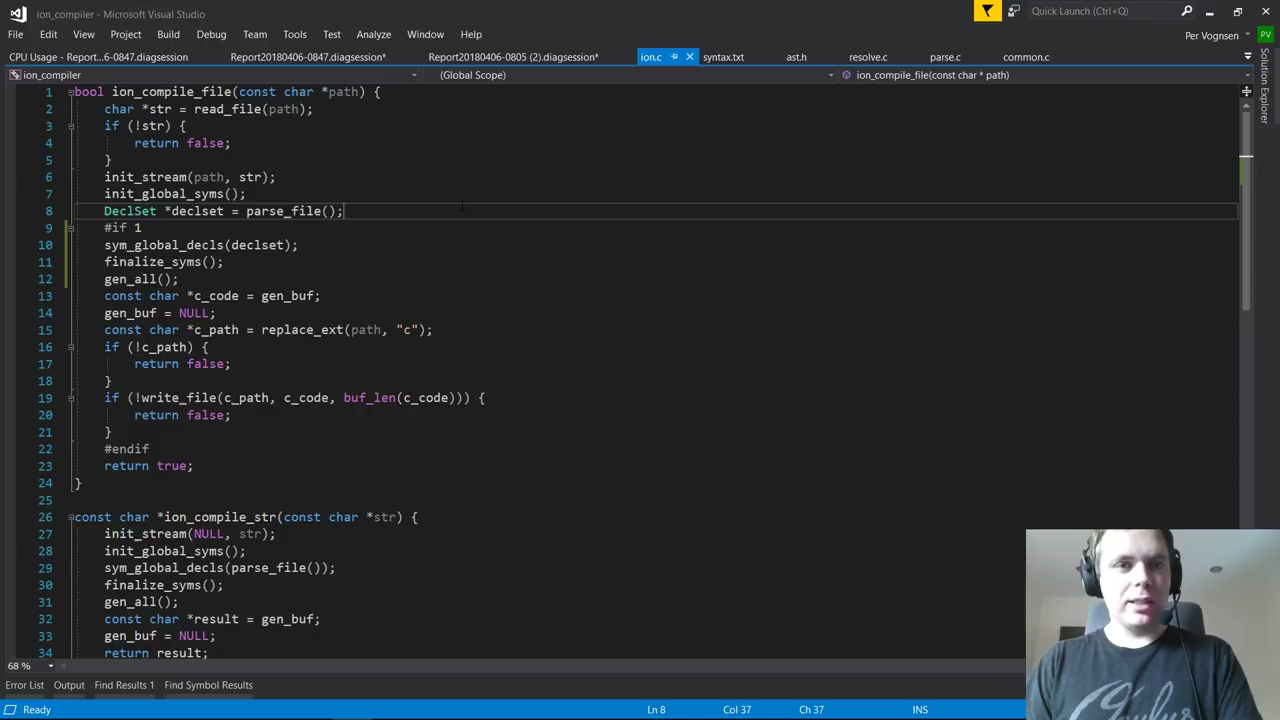 ion_compiler - Microsoft Visual Studio
Quick Launch (Ctrl+Q)
File Edit View Project Build Debug Team Tools Test Analyze Window Help
Per Vognsen PV
CPU Usage - Report...6-0847.diagsession Report20180406-0847.diagsession* Report20180406-0805 (2).diagsession* ion.c syntax.txt ast.h resolve.c parse.c common.c
Solution Explorer
ion_compiler (Global Scope) ion_compile_file(const char * path)
1 bool ion_compile_file(const char *path) {
2 char *str = read_file(path);
3 if (!str) {
4 return false;
5 }
6 init_stream(path, str);
7 init_global_syms();
8 DeclSet *declset = parse_file();
9 #if 1
10 sym_global_decls(declset);
11 finalize_syms();
12 gen_all();
13 const char *c_code = gen_buf;
14 gen_buf = NULL;
15 const char *c_path = replace_ext(path, "c");
16 if (!c_path) {
17 return false;
18 }
19 if (!write_file(c_path, c_code, buf_len(c_code))) {
20 return false;
21 }
22 #endif
23 return true;
24 }
25
26 const char *ion_compile_str(const char *str) {
27 init_stream(NULL, str);
28 init_global_syms();
29 sym_global_decls(parse_file());
30 finalize_syms();
31 gen_all();
32 const char *result = gen_buf;
33 gen_buf = NULL;
34 return result;
68 %
Error List Output Find Results 1 Find Symbol Results
Ready Ln 8 Col 37 Ch 37 INS